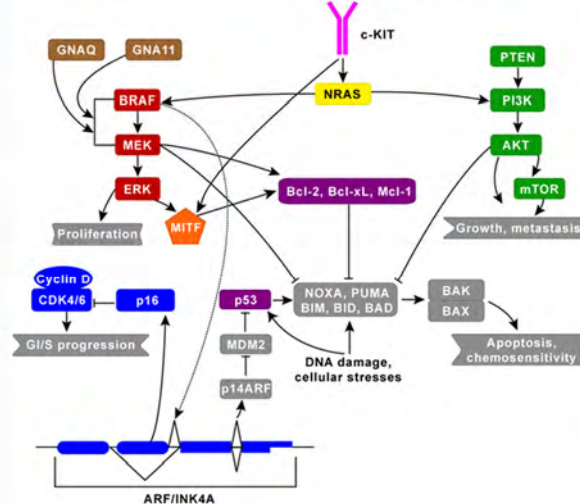 c-KIT
GNAQ
GNA11
PTEN
BRAF
NRAS
PI3K
MEK
AKT
ERK
Bcl-2, Bcl-xL, Mcl-1
mTOR
Proliferation
MITF
Growth, metastasis
Cyclin D
CDK4/6
p16
p53
NOXA, PUMA
BIM, BID, BAD
BAK
BAX
GI/S progression
MDM2
DNA damage,
cellular stresses
Apoptosis,
chemosensitivity
p14ARF
ARF/INK4A